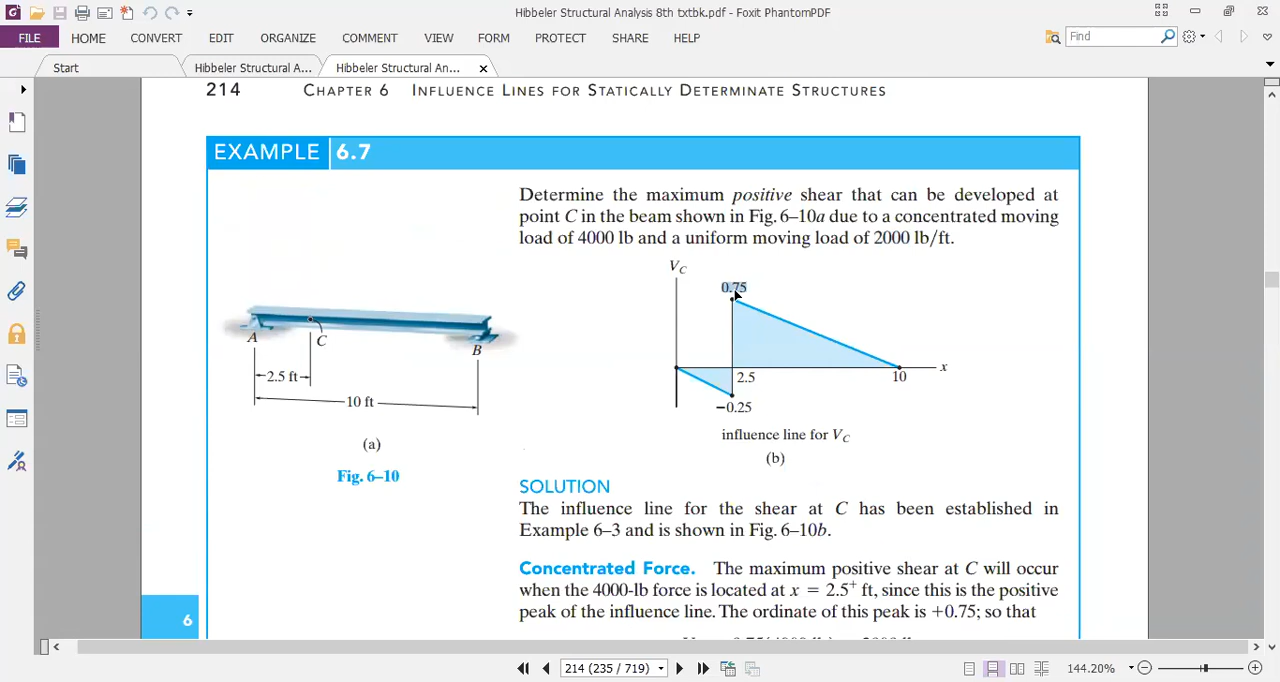 Hibbeler Structural Analysis 8th txtbk.pdf - Foxit PhantomPDF
FILE HOME CONVERT EDIT ORGANIZE COMMENT VIEW FORM PROTECT SHARE HELP
Find
Start
Hibbeler Structural A...
Hibbeler Structural An...
214 CHAPTER 6 INFLUENCE LINES FOR STATICALLY DETERMINATE STRUCTURES
EXAMPLE 6.7
Determine the maximum positive shear that can be developed at
point C in the beam shown in Fig. 6–10a due to a concentrated moving
load of 4000 lb and a uniform moving load of 2000 lb/ft.
A
C
B
2.5 ft
10 ft
(a)
Fig. 6–10
VC
0.75
x
2.5
10
−0.25
influence line for VC
(b)
SOLUTION
The influence line for the shear at C has been established in
Example 6–3 and is shown in Fig. 6–10b.
Concentrated Force. The maximum positive shear at C will occur
when the 4000-lb force is located at x = 2.5+ ft, since this is the positive
peak of the influence line. The ordinate of this peak is +0.75; so that
6
214 (235 / 719)
144.20%